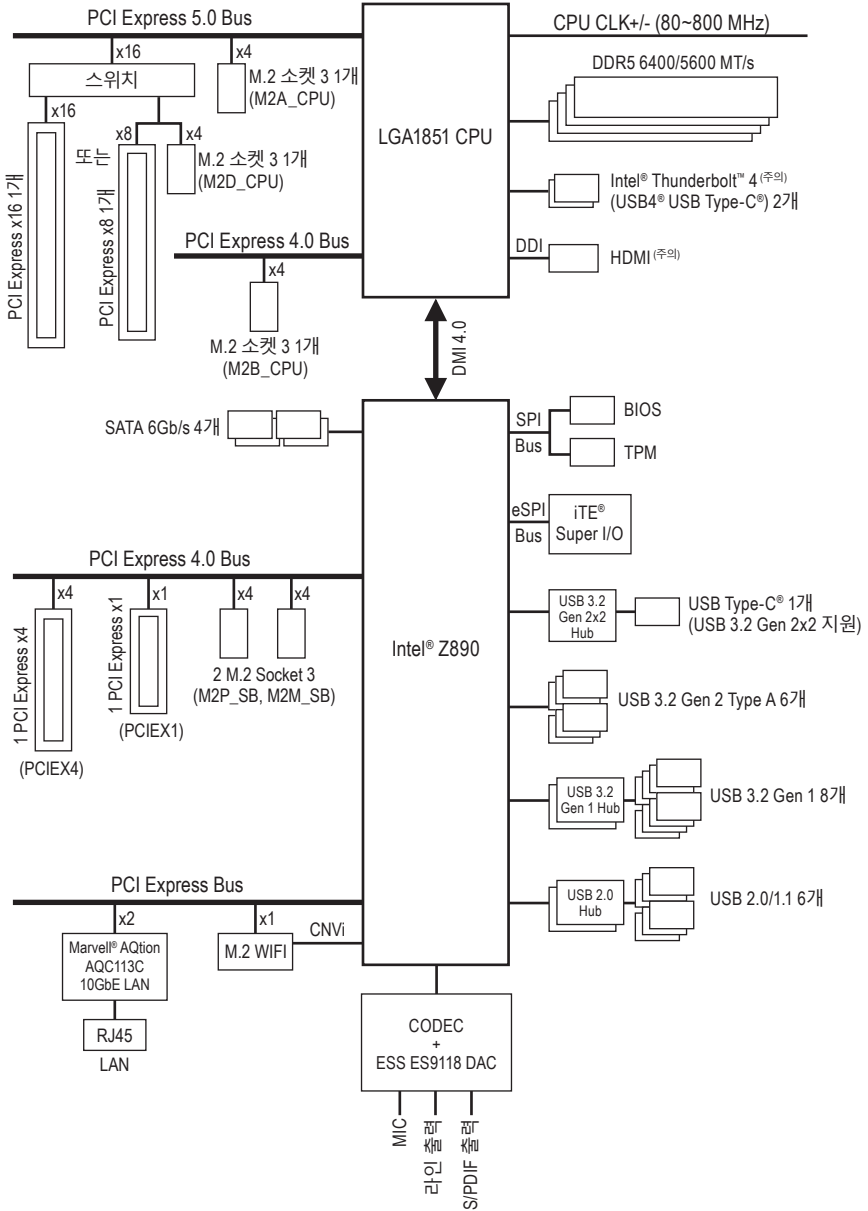 PCI Express 5.0 Bus
CPU CLK+/- (80~800 MHz)
x16
x4
스위치
M.2 소켓 3 1개
(M2A_CPU)
DDR5 6400/5600 MT/s
LGA1851 CPU
x16
PCI Express x16 1개
또는
x8
PCI Express x8 1개
x4
M.2 소켓 3 1개
(M2D_CPU)
Intel® Thunderbolt™ 4 (주의)
(USB4® USB Type-C®) 2개
PCI Express 4.0 Bus
x4
M.2 소켓 3 1개
(M2B_CPU)
DDI
HDMI (주의)
DMI 4.0
SATA 6Gb/s 4개
SPI
Bus
BIOS
TPM
eSPI
Bus
iTE®
Super I/O
PCI Express 4.0 Bus
x4
x1
x4
x4
1 PCI Express x4
(PCIEX4)
1 PCI Express x1
(PCIEX1)
2 M.2 Socket 3
(M2P_SB, M2M_SB)
Intel® Z890
USB 3.2
Gen 2x2
Hub
USB Type-C® 1개
(USB 3.2 Gen 2x2 지원)
USB 3.2 Gen 2 Type A 6개
USB 3.2
Gen 1 Hub
USB 3.2 Gen 1 8개
USB 2.0
Hub
USB 2.0/1.1 6개
PCI Express Bus
x2
x1
CNVi
Marvell® AQtion
AQC113C
10GbE LAN
M.2 WIFI
RJ45
LAN
CODEC
+
ESS ES9118 DAC
MIC
라인 출력
S/PDIF 출력